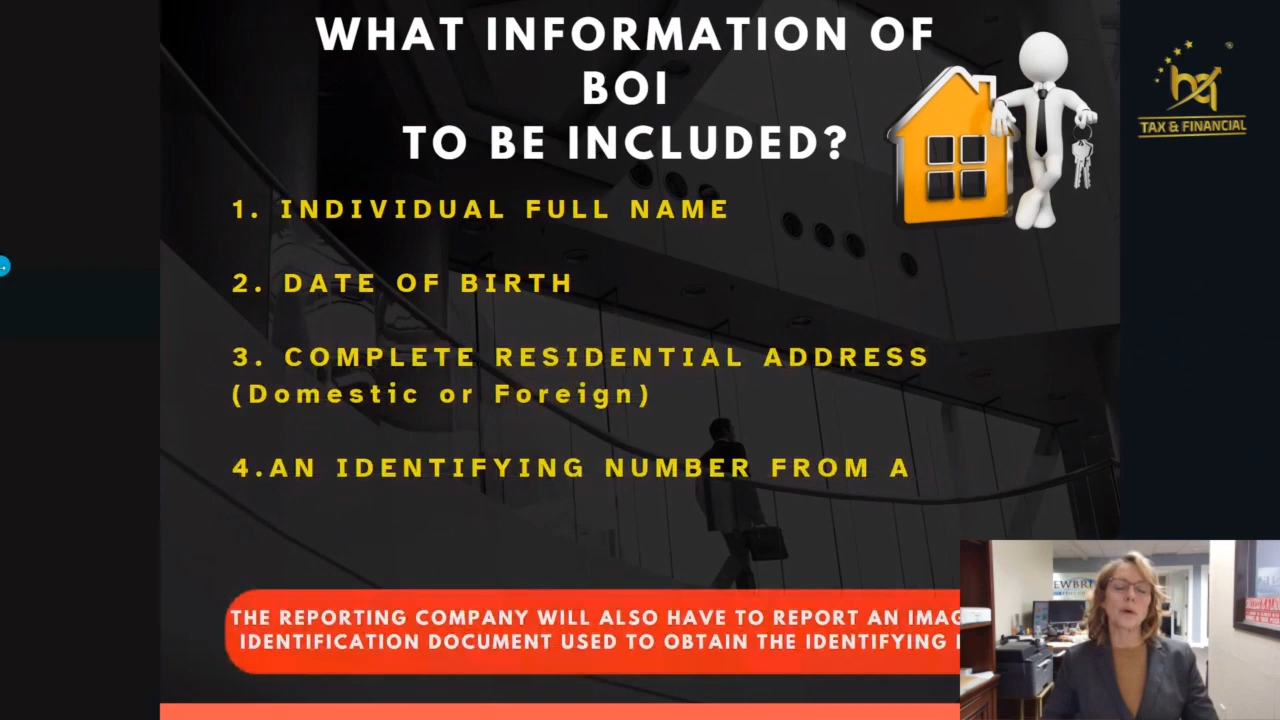 WHAT INFORMATION OF
BOI
TO BE INCLUDED?
TAX & FINANCIAL
1. INDIVIDUAL FULL NAME
2. DATE OF BIRTH
3. COMPLETE RESIDENTIAL ADDRESS
(Domestic or Foreign)
4.AN IDENTIFYING NUMBER FROM A
THE REPORTING COMPANY WILL ALSO HAVE TO REPORT AN IMAG
IDENTIFICATION DOCUMENT USED TO OBTAIN THE IDENTIFYING
EWBRI